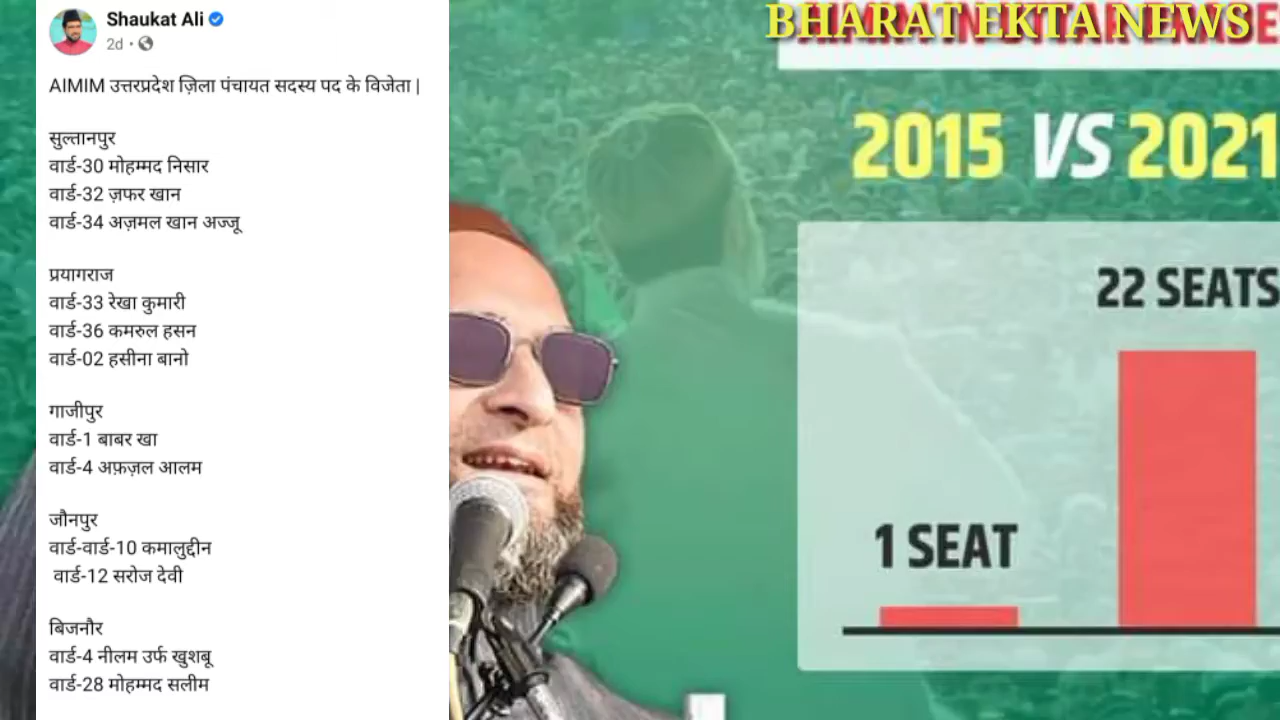 Shaukat Ali
2d
AIMIM उत्तरप्रदेश ज़िला पंचायत सदस्य पद के विजेता |
सुल्तानपुर
वार्ड-30 मोहम्मद निसार
वार्ड-32 ज़फर खान
वार्ड-34 अज़मल खान अज्जू
प्रयागराज
वार्ड-33 रेखा कुमारी
वार्ड-36 कमरुल हसन
वार्ड-02 हसीना बानो
गाजीपुर
वार्ड-1 बाबर खा
वार्ड-4 अफ़ज़ल आलम
जौनपुर
वार्ड-वार्ड-10 कमालुद्दीन
वार्ड-12 सरोज देवी
बिजनौर
वार्ड-4 नीलम उर्फ खुशबू
वार्ड-28 मोहम्मद सलीम
BHARAT EKTA NEWS
2015 VS 2021
22 SEATS
1 SEAT